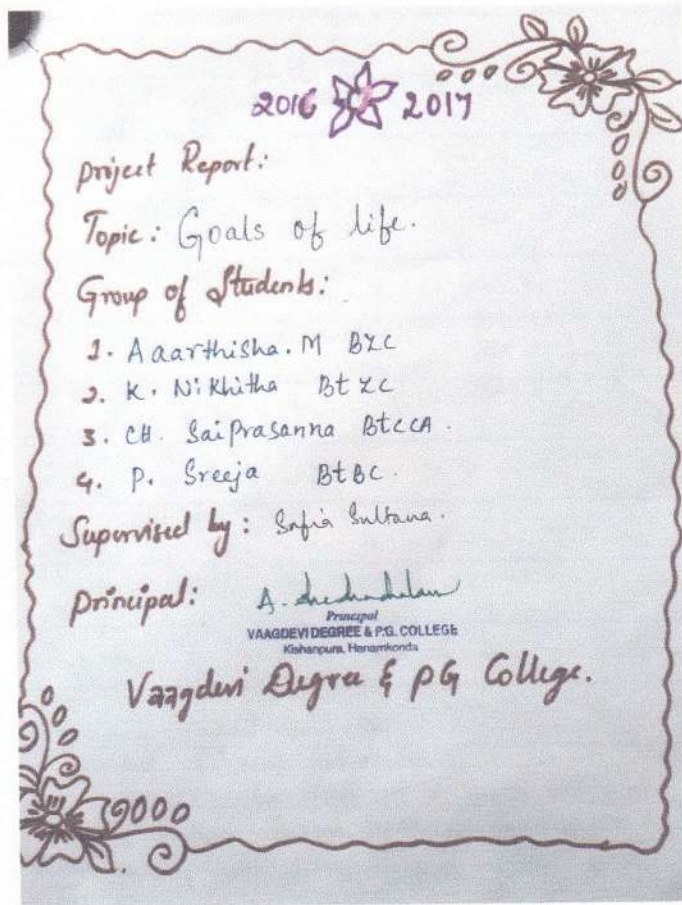 2016 2017
Project Report:
Topic: Goals of life.
Group of Students:
1. Aaarthisha. M BZC
2. K. Nikhitha BtZC
3. CH. SaiPrasanna BtCCA.
4. P. Sreeja BtBC.
Supervised by: Safia Sultana.
Principal: A.
Principal
VAAGDEVI DEGREE & P.G. COLLEGE
Kishanpura, Hanamkonda
Vaagdevi Degree & PG College.